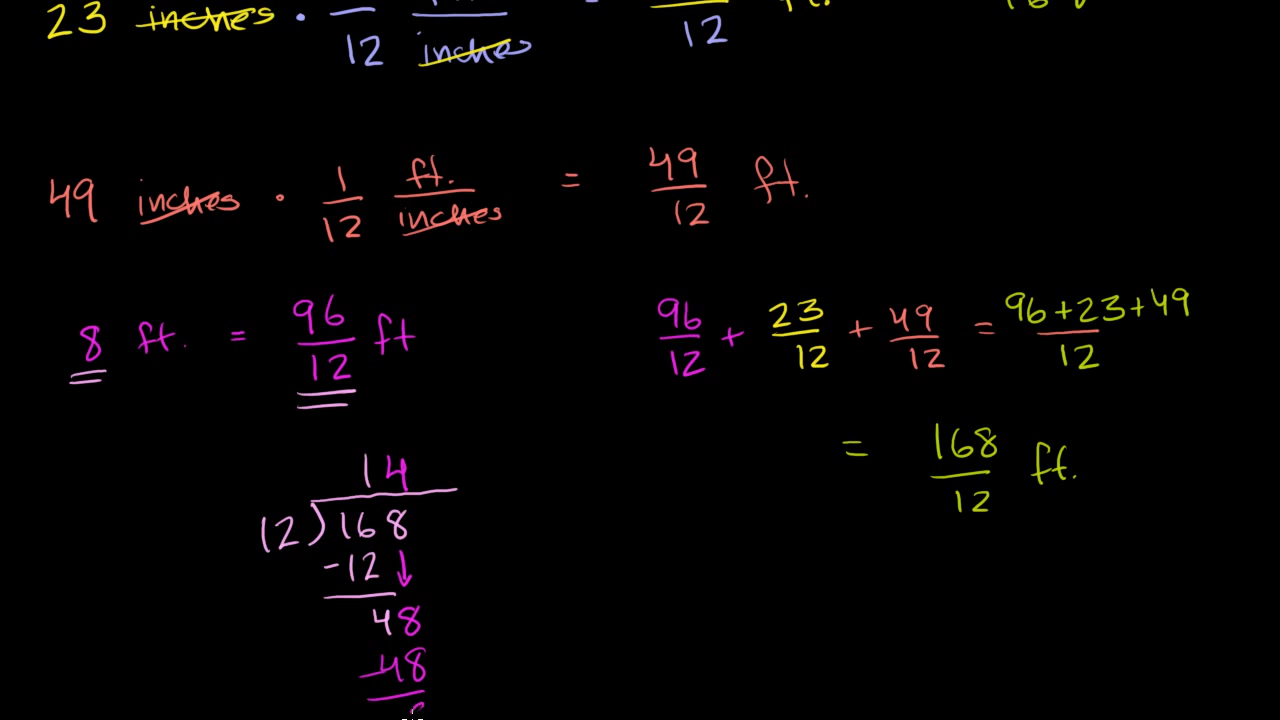 23 inches · 12 inches 12
49 inches · 1/12 ft./inches = 49/12 ft.
8 ft. = 96/12 ft
96/12 + 23/12 + 49/12 = 96+23+49/12
= 168/12 ft.
14
12)168
-12
48
-48